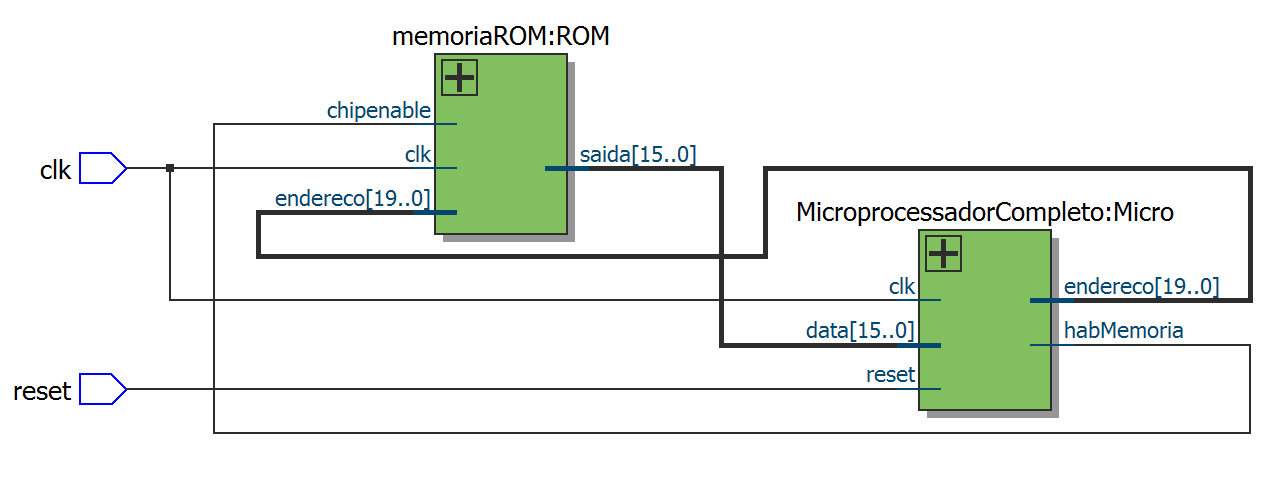 memoriaROM:ROM
chipenable
clk
saida[15..0]
clk
endereco[19..0]
MicroprocessadorCompleto:Micro
clk
endereco[19..0]
data[15..0]
habMemoria
reset
reset